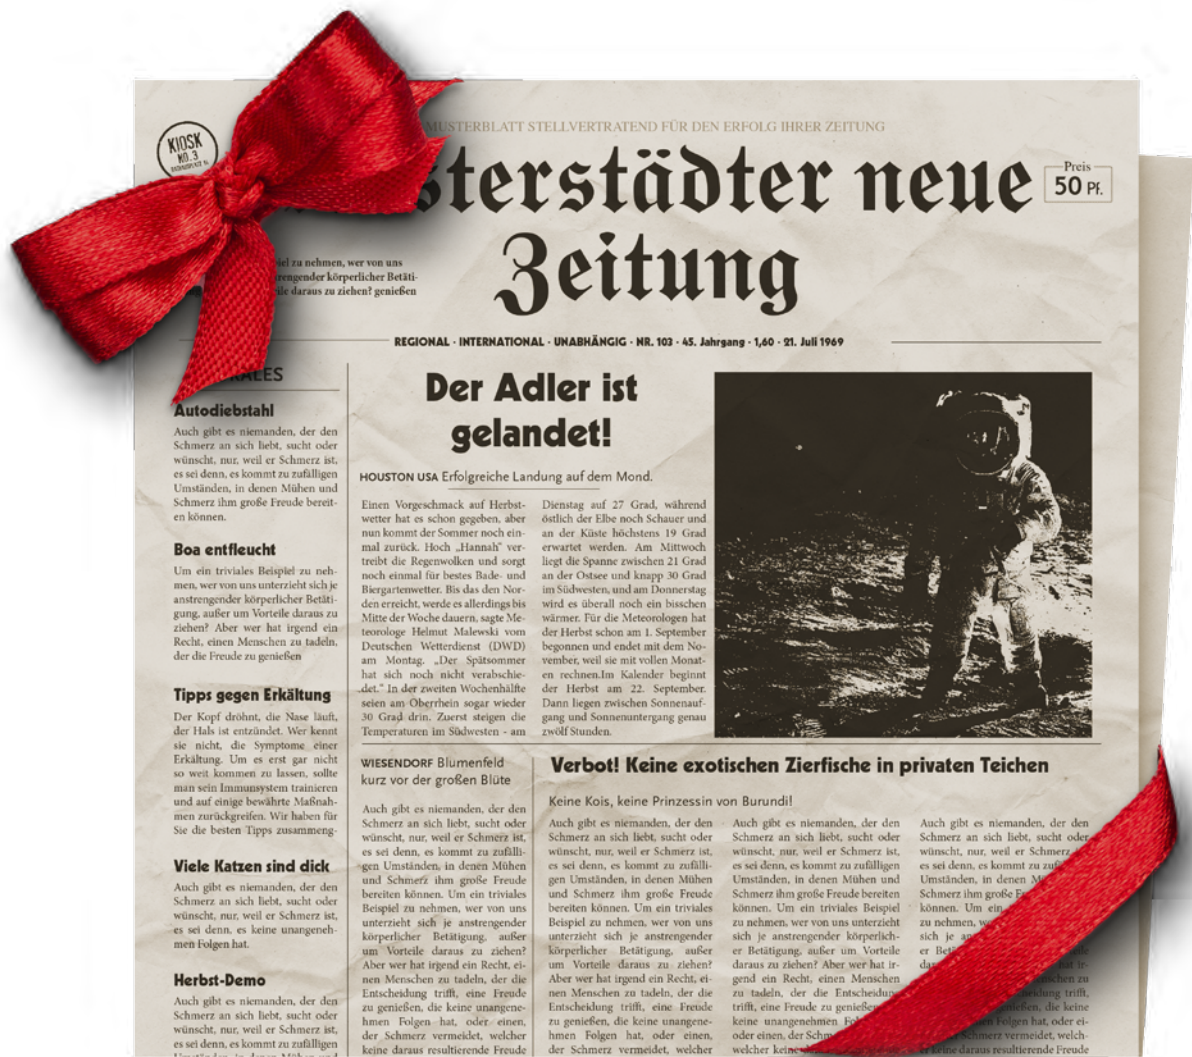 KIOSK
NO.3
MUSTERBLATT STELLVERTRATEND FÜR DEN ERFOLG IHRER ZEITUNG
sterstädter neue
Zeitung
Preis
50 Pf.
zu nehmen, wer von uns
körperlicher Betäti-
daraus zu ziehen? genießen
REGIONAL · INTERNATIONAL · UNABHÄNGIG · NR. 103 · 45. Jahrgang · 1,60 · 21. Juli 1969
Autodiebstahl
Auch gibt es niemanden, der den
Schmerz an sich liebt, sucht oder
wünscht, nur, weil er Schmerz ist,
es sei denn, es kommt zu zufälligen
Umständen, in denen Mühen und
Schmerz ihm große Freude bereit-
en können.
Boa entfleucht
Um ein triviales Beispiel zu neh-
men, wer von uns unterzieht sich je
anstrengender körperlicher Betäti-
gung, außer um Vorteile daraus zu
ziehen? Aber wer hat irgend ein
Recht, einen Menschen zu tadeln,
der die Freude zu genießen
Tipps gegen Erkältung
Der Kopf dröhnt, die Nase läuft,
der Hals ist entzündet. Wer kennt
sie nicht, die Symptome einer
Erkältung. Um es erst gar nicht
so weit kommen zu lassen, sollte
man sein Immunsystem trainieren
und auf einige bewährte Maßnah-
men zurückgreifen. Wir haben für
Sie die besten Tipps zusammeng-
Viele Katzen sind dick
Auch gibt es niemanden, der den
Schmerz an sich liebt, sucht oder
wünscht, nur, weil er Schmerz ist,
es sei denn, es keine unangeneh-
men Folgen hat.
Herbst-Demo
Auch gibt es niemanden, der den
Schmerz an sich liebt, sucht oder
wünscht, nur, weil er Schmerz ist,
es sei denn, es kommt zu zufälligen
Der Adler ist
gelandet!
HOUSTON USA Erfolgreiche Landung auf dem Mond.
Einen Vorgeschmack auf Herbst-
wetter hat es schon gegeben, aber
nun kommt der Sommer noch ein-
mal zurück. Hoch „Hannah" ver-
treibt die Regenwolken und sorgt
noch einmal für bestes Bade- und
Biergartenwetter. Bis das den Nor-
den erreicht, werde es allerdings bis
Mitte der Woche dauern, sagte Me-
teorologe Helmut Malewski vom
Deutschen Wetterdienst (DWD)
am Montag. „Der Spätsommer
hat sich noch nicht verabschie-
det." In der zweiten Wochenhälfte
seien am Oberrhein sogar wieder
30 Grad drin. Zuerst steigen die
Temperaturen im Südwesten - am
Dienstag auf 27 Grad, während
östlich der Elbe noch Schauer und
an der Küste höchstens 19 Grad
erwartet werden. Am Mittwoch
liegt die Spanne zwischen 21 Grad
an der Ostsee und knapp 30 Grad
im Südwesten, und am Donnerstag
wird es überall noch ein bisschen
wärmer. Für die Meteorologen hat
der Herbst schon am 1. September
begonnen und endet mit dem No-
vember, weil sie mit vollen Monat-
en rechnen.Im Kalender beginnt
der Herbst am 22. September.
Dann liegen zwischen Sonnenauf-
gang und Sonnenuntergang genau
zwölf Stunden.
WIESENDORF Blumenfeld
kurz vor der großen Blüte
Auch gibt es niemanden, der den
Schmerz an sich liebt, sucht oder
wünscht, nur, weil er Schmerz ist,
es sei denn, es kommt zu zufälli-
gen Umständen, in denen Mühen
und Schmerz ihm große Freude
bereiten können. Um ein triviales
Beispiel zu nehmen, wer von uns
unterzieht sich je anstrengender
körperlicher Betätigung, außer
um Vorteile daraus zu ziehen?
Aber wer hat irgend ein Recht, ei-
nen Menschen zu tadeln, der die
Entscheidung trifft, eine Freude
zu genießen, die keine unangene-
hmen Folgen hat, oder einen,
der Schmerz vermeidet, welcher
keine daraus resultierende Freude
Verbot! Keine exotischen Zierfische in privaten Teichen
Keine Kois, keine Prinzessin von Burundi!
Auch gibt es niemanden, der den
Schmerz an sich liebt, sucht oder
wünscht, nur, weil er Schmerz ist,
es sei denn, es kommt zu zufälli-
gen Umständen, in denen Mühen
und Schmerz ihm große Freude
bereiten können. Um ein triviales
Beispiel zu nehmen, wer von uns
unterzieht sich je anstrengender
körperlicher Betätigung, außer
um Vorteile daraus zu ziehen?
Aber wer hat irgend ein Recht, ei-
nen Menschen zu tadeln, der die
Entscheidung trifft, eine Freude
zu genießen, die keine unangene-
hmen Folgen hat, oder einen,
der Schmerz vermeidet, welcher
Auch gibt es niemanden, der den
Schmerz an sich liebt, sucht oder
wünscht, nur, weil er Schmerz ist,
es sei denn, es kommt zu zufälligen
Umständen, in denen Mühen und
Schmerz ihm große Freude bereiten
können. Um ein triviales Beispiel
zu nehmen, wer von uns unterzieht
sich je anstrengender körperlich-
er Betätigung, außer um Vorteile
daraus zu ziehen? Aber wer hat ir-
gend ein Recht, einen Menschen
zu tadeln, der die Entscheidung
trifft, eine Freude zu genießen,
keine unangenehmen
oder einen, der
welcher keine
Auch gibt es niemanden, der den
Schmerz an sich liebt, sucht oder
wünscht, nur, weil er Schmerz
es sei denn, es kommt zu
Umständen, in denen
Schmerz ihm große
können. Um ein
zu nehmen,
sich je
er
hat ir-
zu
trifft,
die keine
Folgen hat, oder ei-
Schmerz vermeidet, welch-
er keine daraus resultierende Freude